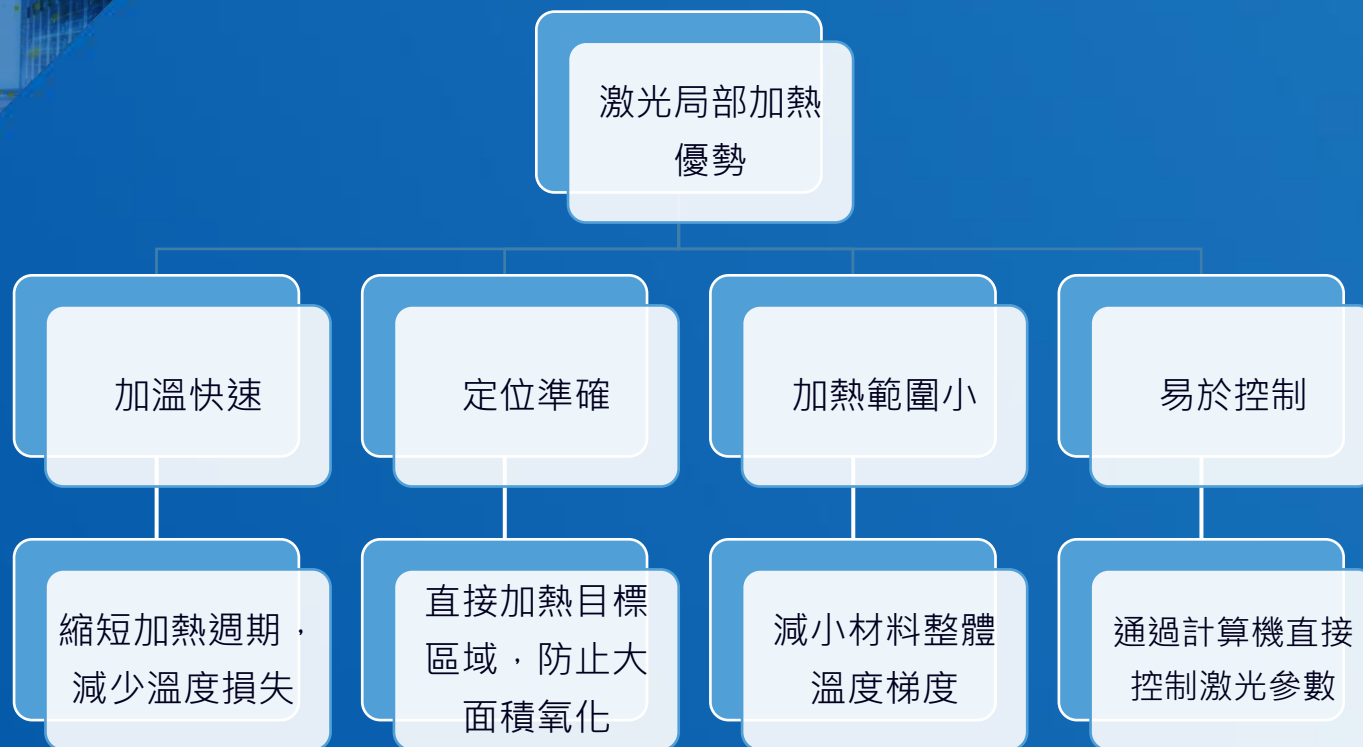 激光局部加熱
優勢
加溫快速
定位準確
加熱範圍小
易於控制
縮短加熱週期，
減少溫度損失
直接加熱目標
區域，防止大
面積氧化
減小材料整體
溫度梯度
通過計算機直接
控制激光參數